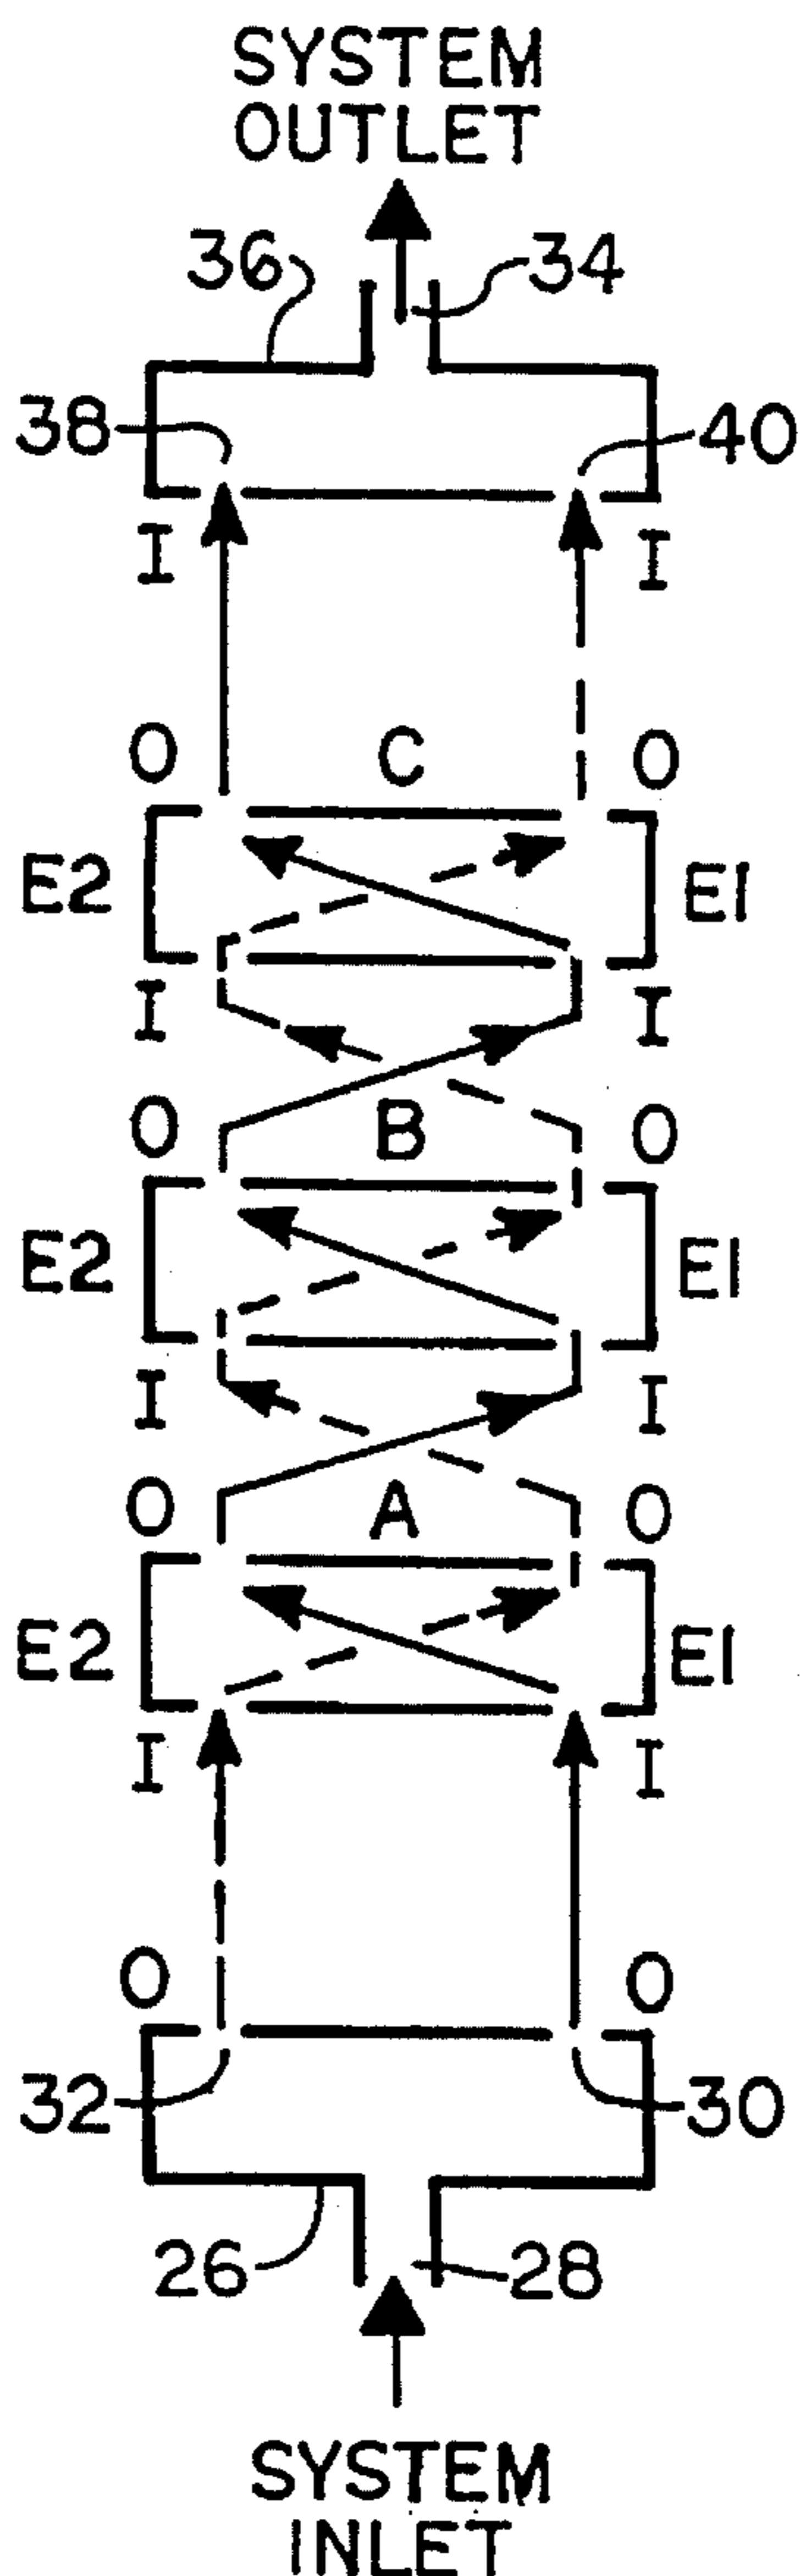 SYSTEM
OUTLET
36 34
38 40
I I
O C O
E2 E1
I I
O B O
E2 E1
I I
O A O
E2 E1
I I
O O
32 30
26 28
SYSTEM
INLET